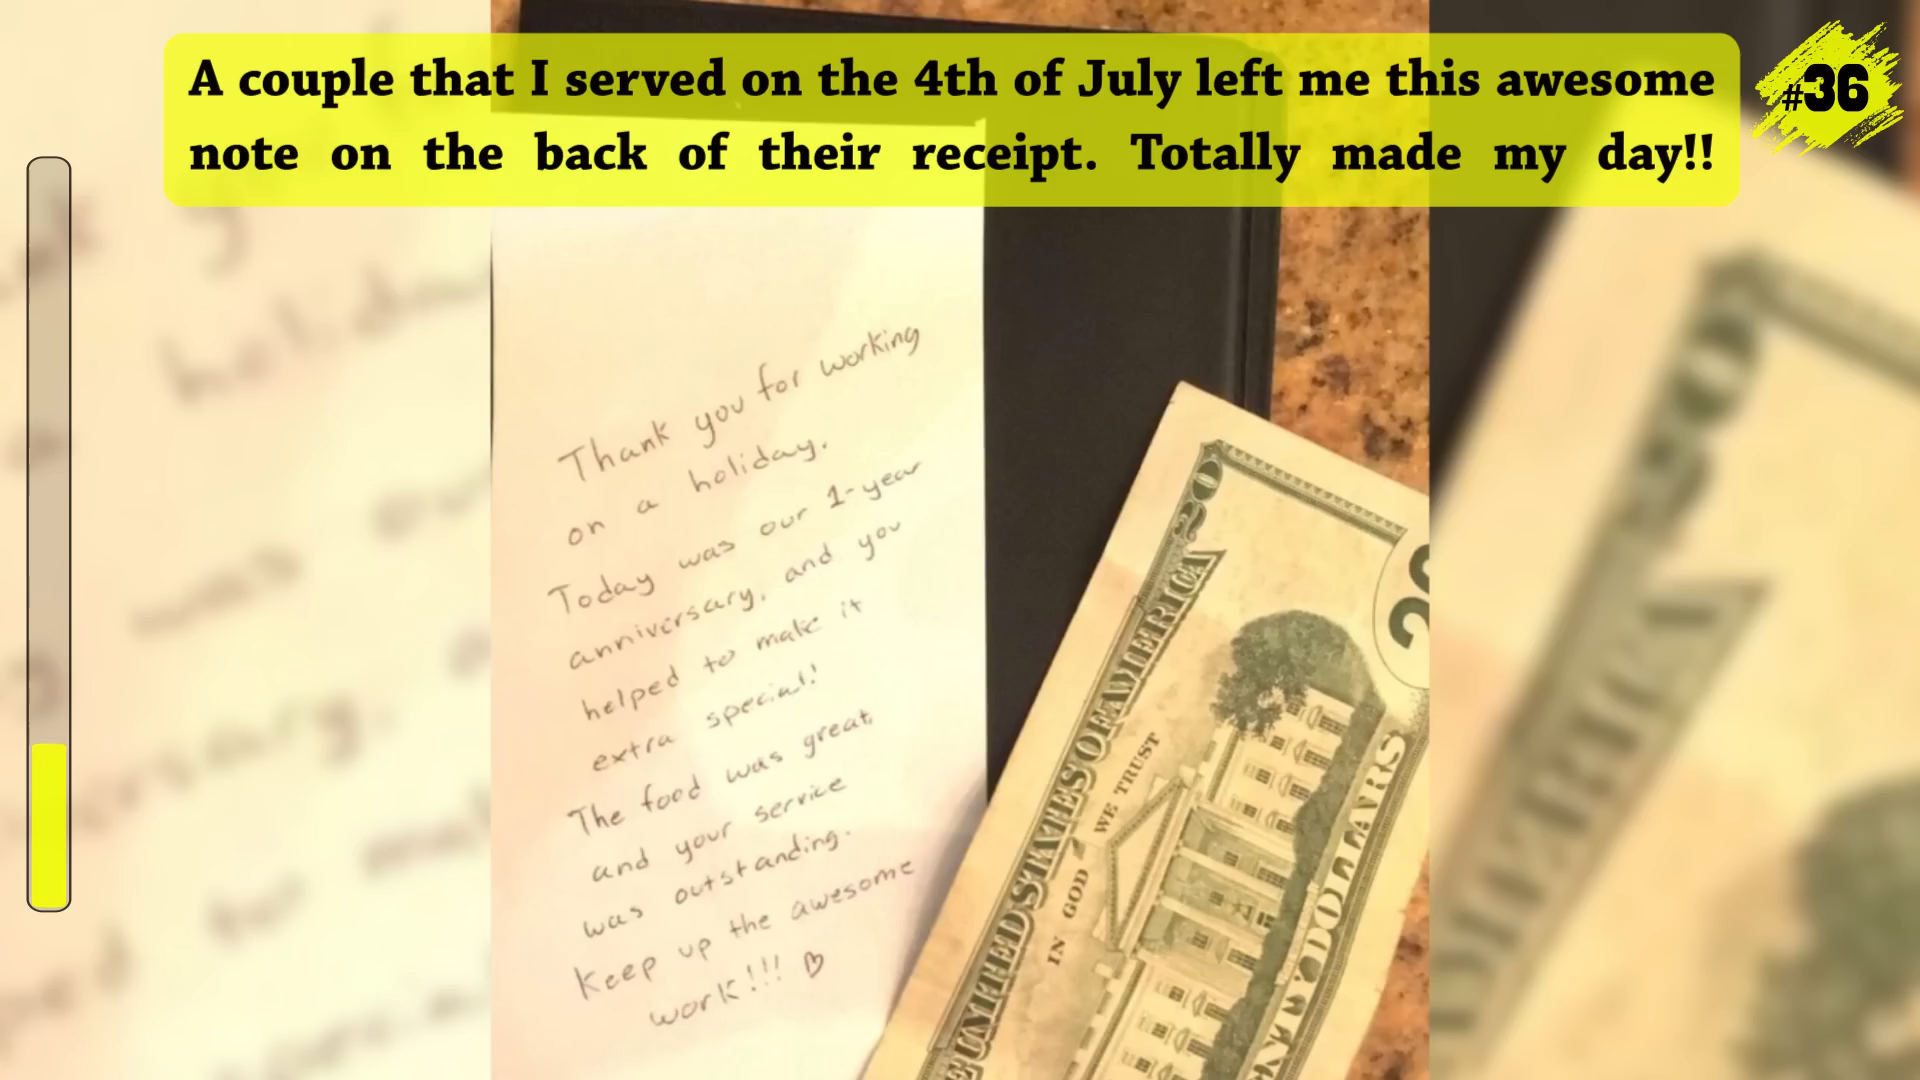 A couple that I served on the 4th of July left me this awesome
note on the back of their receipt. Totally made my day!!
#36
Thank you for working
on a holiday.
Today was our 1-year
anniversary, and you
helped to make it
extra special!
The food was great
and your service
was outstanding.
Keep up the awesome
work!!!
20
UNITED STATES OF AMERICA
IN GOD WE TRUST
DOLLARS
20
AMERICA